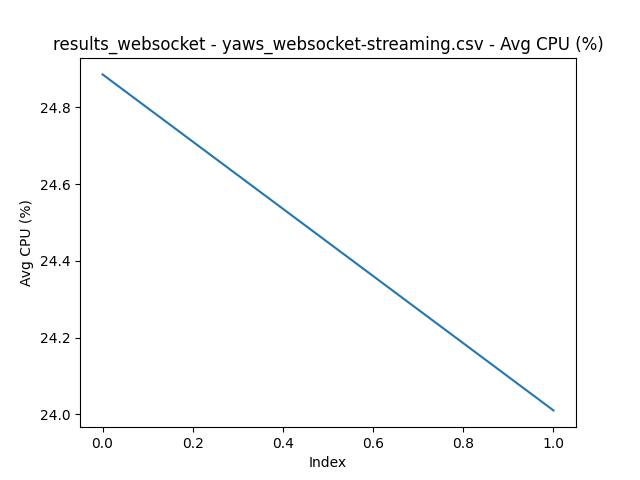 results_websocket - yaws_websocket-streaming.csv - Avg CPU (%)
Avg CPU (%)
24.8
24.6
24.4
24.2
24.0
0.0 0.2 0.4 0.6 0.8 1.0
Index